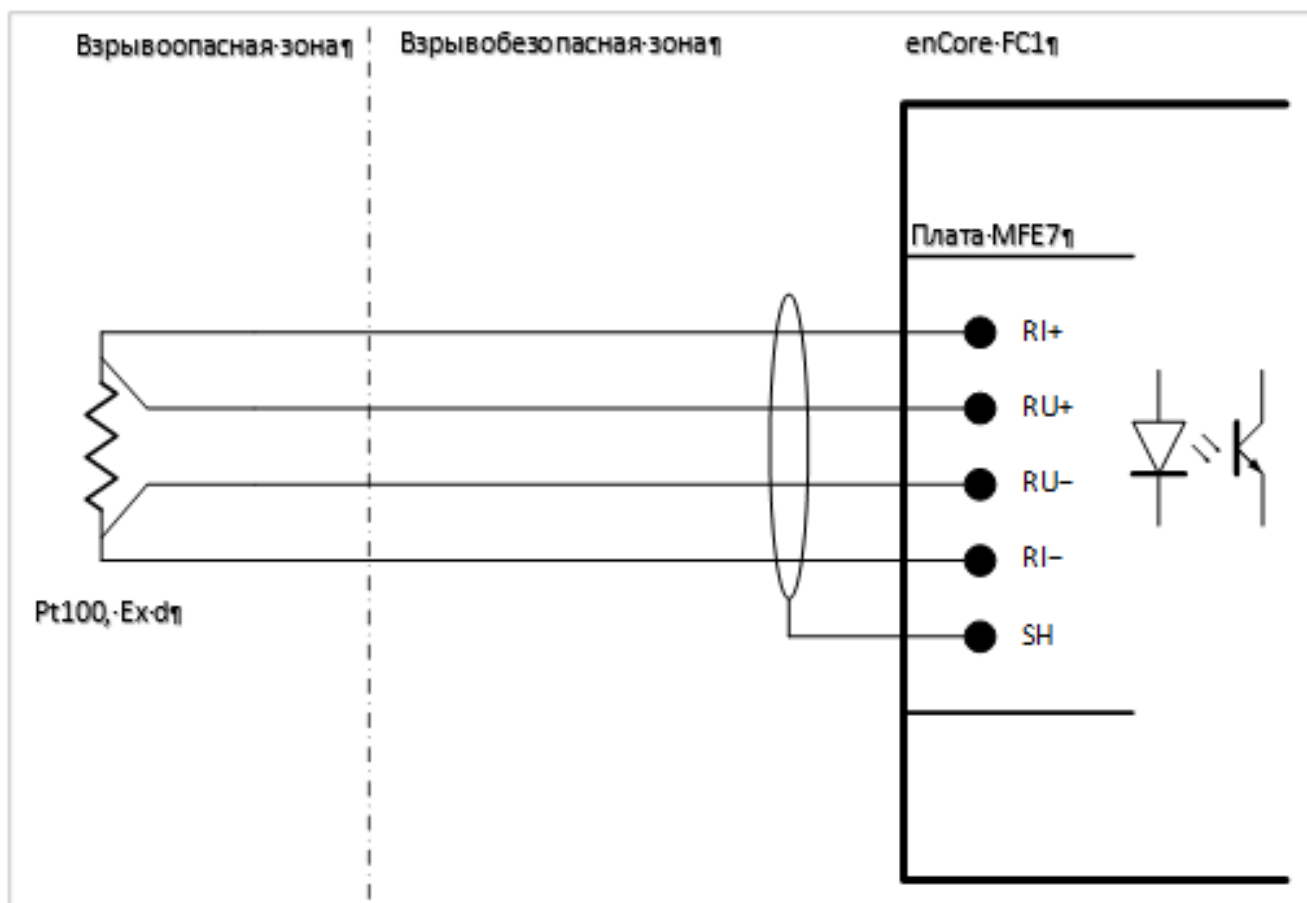 Взрывоопасная·зона¶
Взрывобезопасная·зона¶
enCore·FC1¶
Плата·MFE7¶
RI+
RU+
RU–
RI–
SH
Pt100,·Ex·d¶